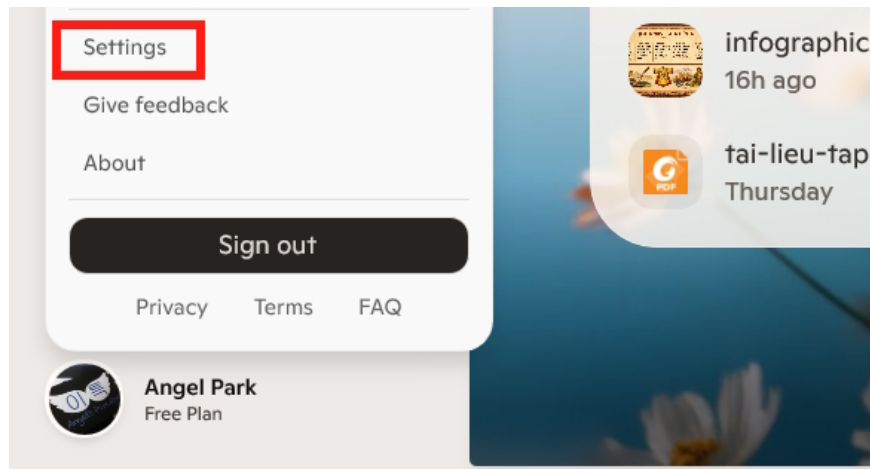 Settings
Give feedback
About
Sign out
Privacy Terms FAQ
Angel Park
Free Plan
infographic
16h ago
tai-lieu-tap
Thursday
PDF